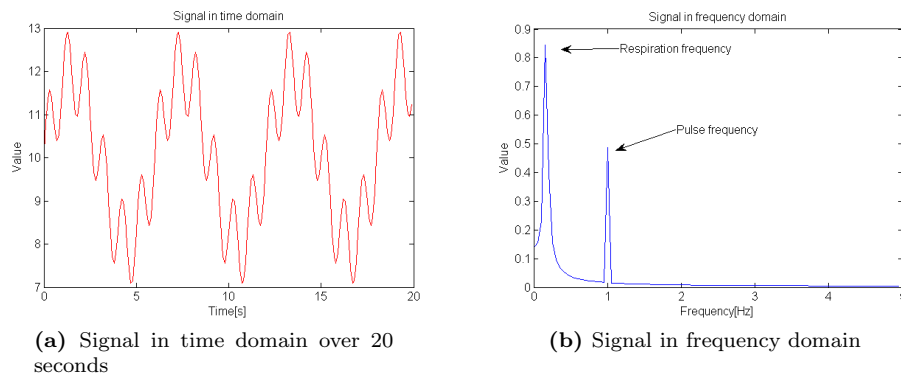 Signal in time domain
13
12
11
10
9
8
7
Value
0 5 10 15 20
Time[s]
(a) Signal in time domain over 20
seconds
Signal in frequency domain
0.9
0.8
0.7
0.6
0.5
0.4
0.3
0.2
0.1
0
Value
Respiration frequency
Pulse frequency
0 1 2 3 4 5
Frequency[Hz]
(b) Signal in frequency domain